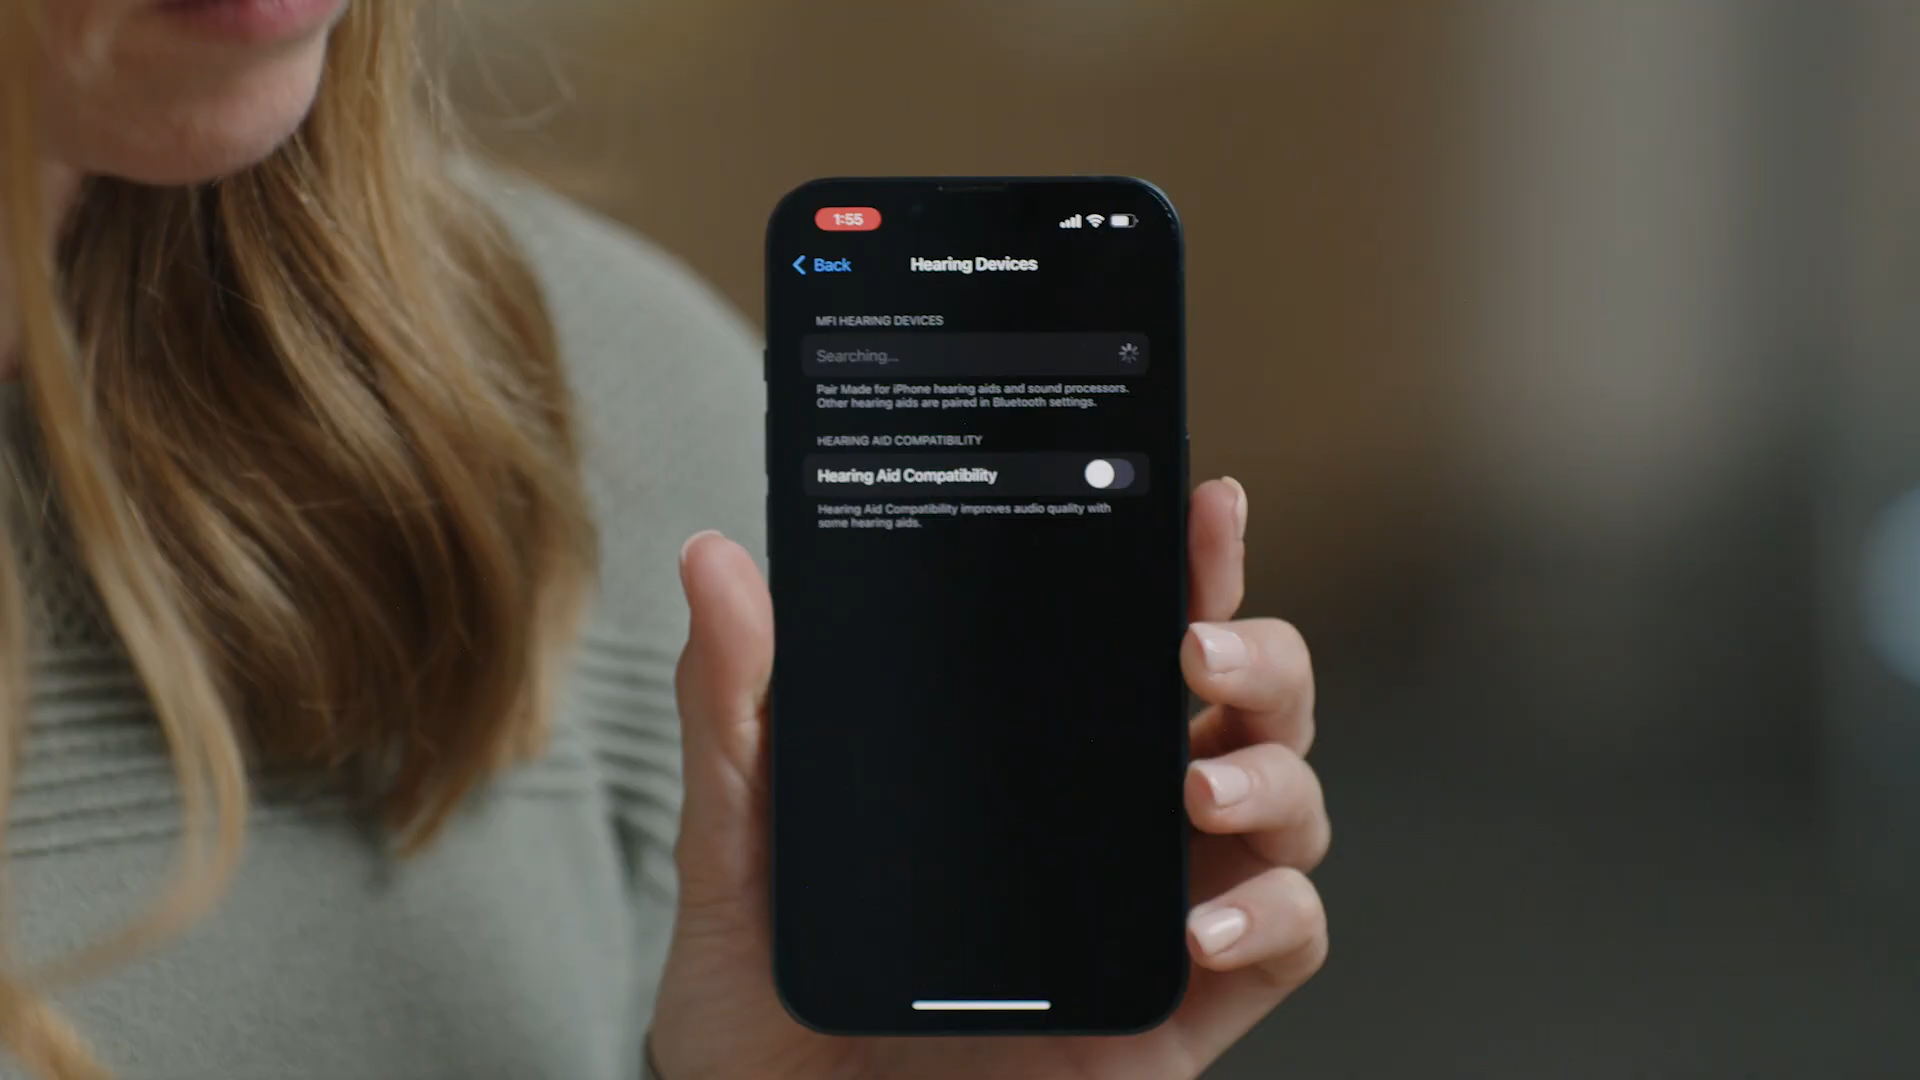 1:55
Back
Hearing Devices
MFI HEARING DEVICES
Searching...
Pair Made for iPhone hearing aids and sound processors.
Other hearing aids are paired in Bluetooth settings.
HEARING AID COMPATIBILITY
Hearing Aid Compatibility
Hearing Aid Compatibility improves audio quality with
some hearing aids.